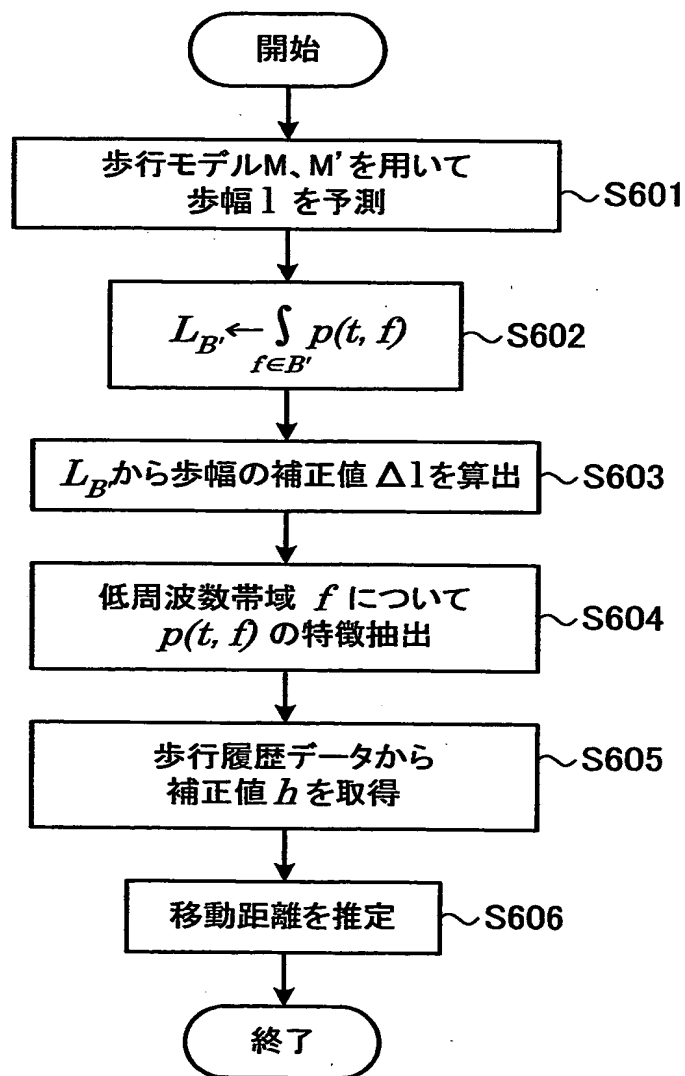 開始
歩行モデルM、M'を用いて
歩幅 l を予測
S601
L_{B'} ← ∫_{f∈B'} p(t, f)
S602
L_{B'}から歩幅の補正値 Δl を算出
S603
低周波数帯域 f について
p(t, f) の特徴抽出
S604
歩行履歴データから
補正値 h を取得
S605
移動距離を推定
S606
終了